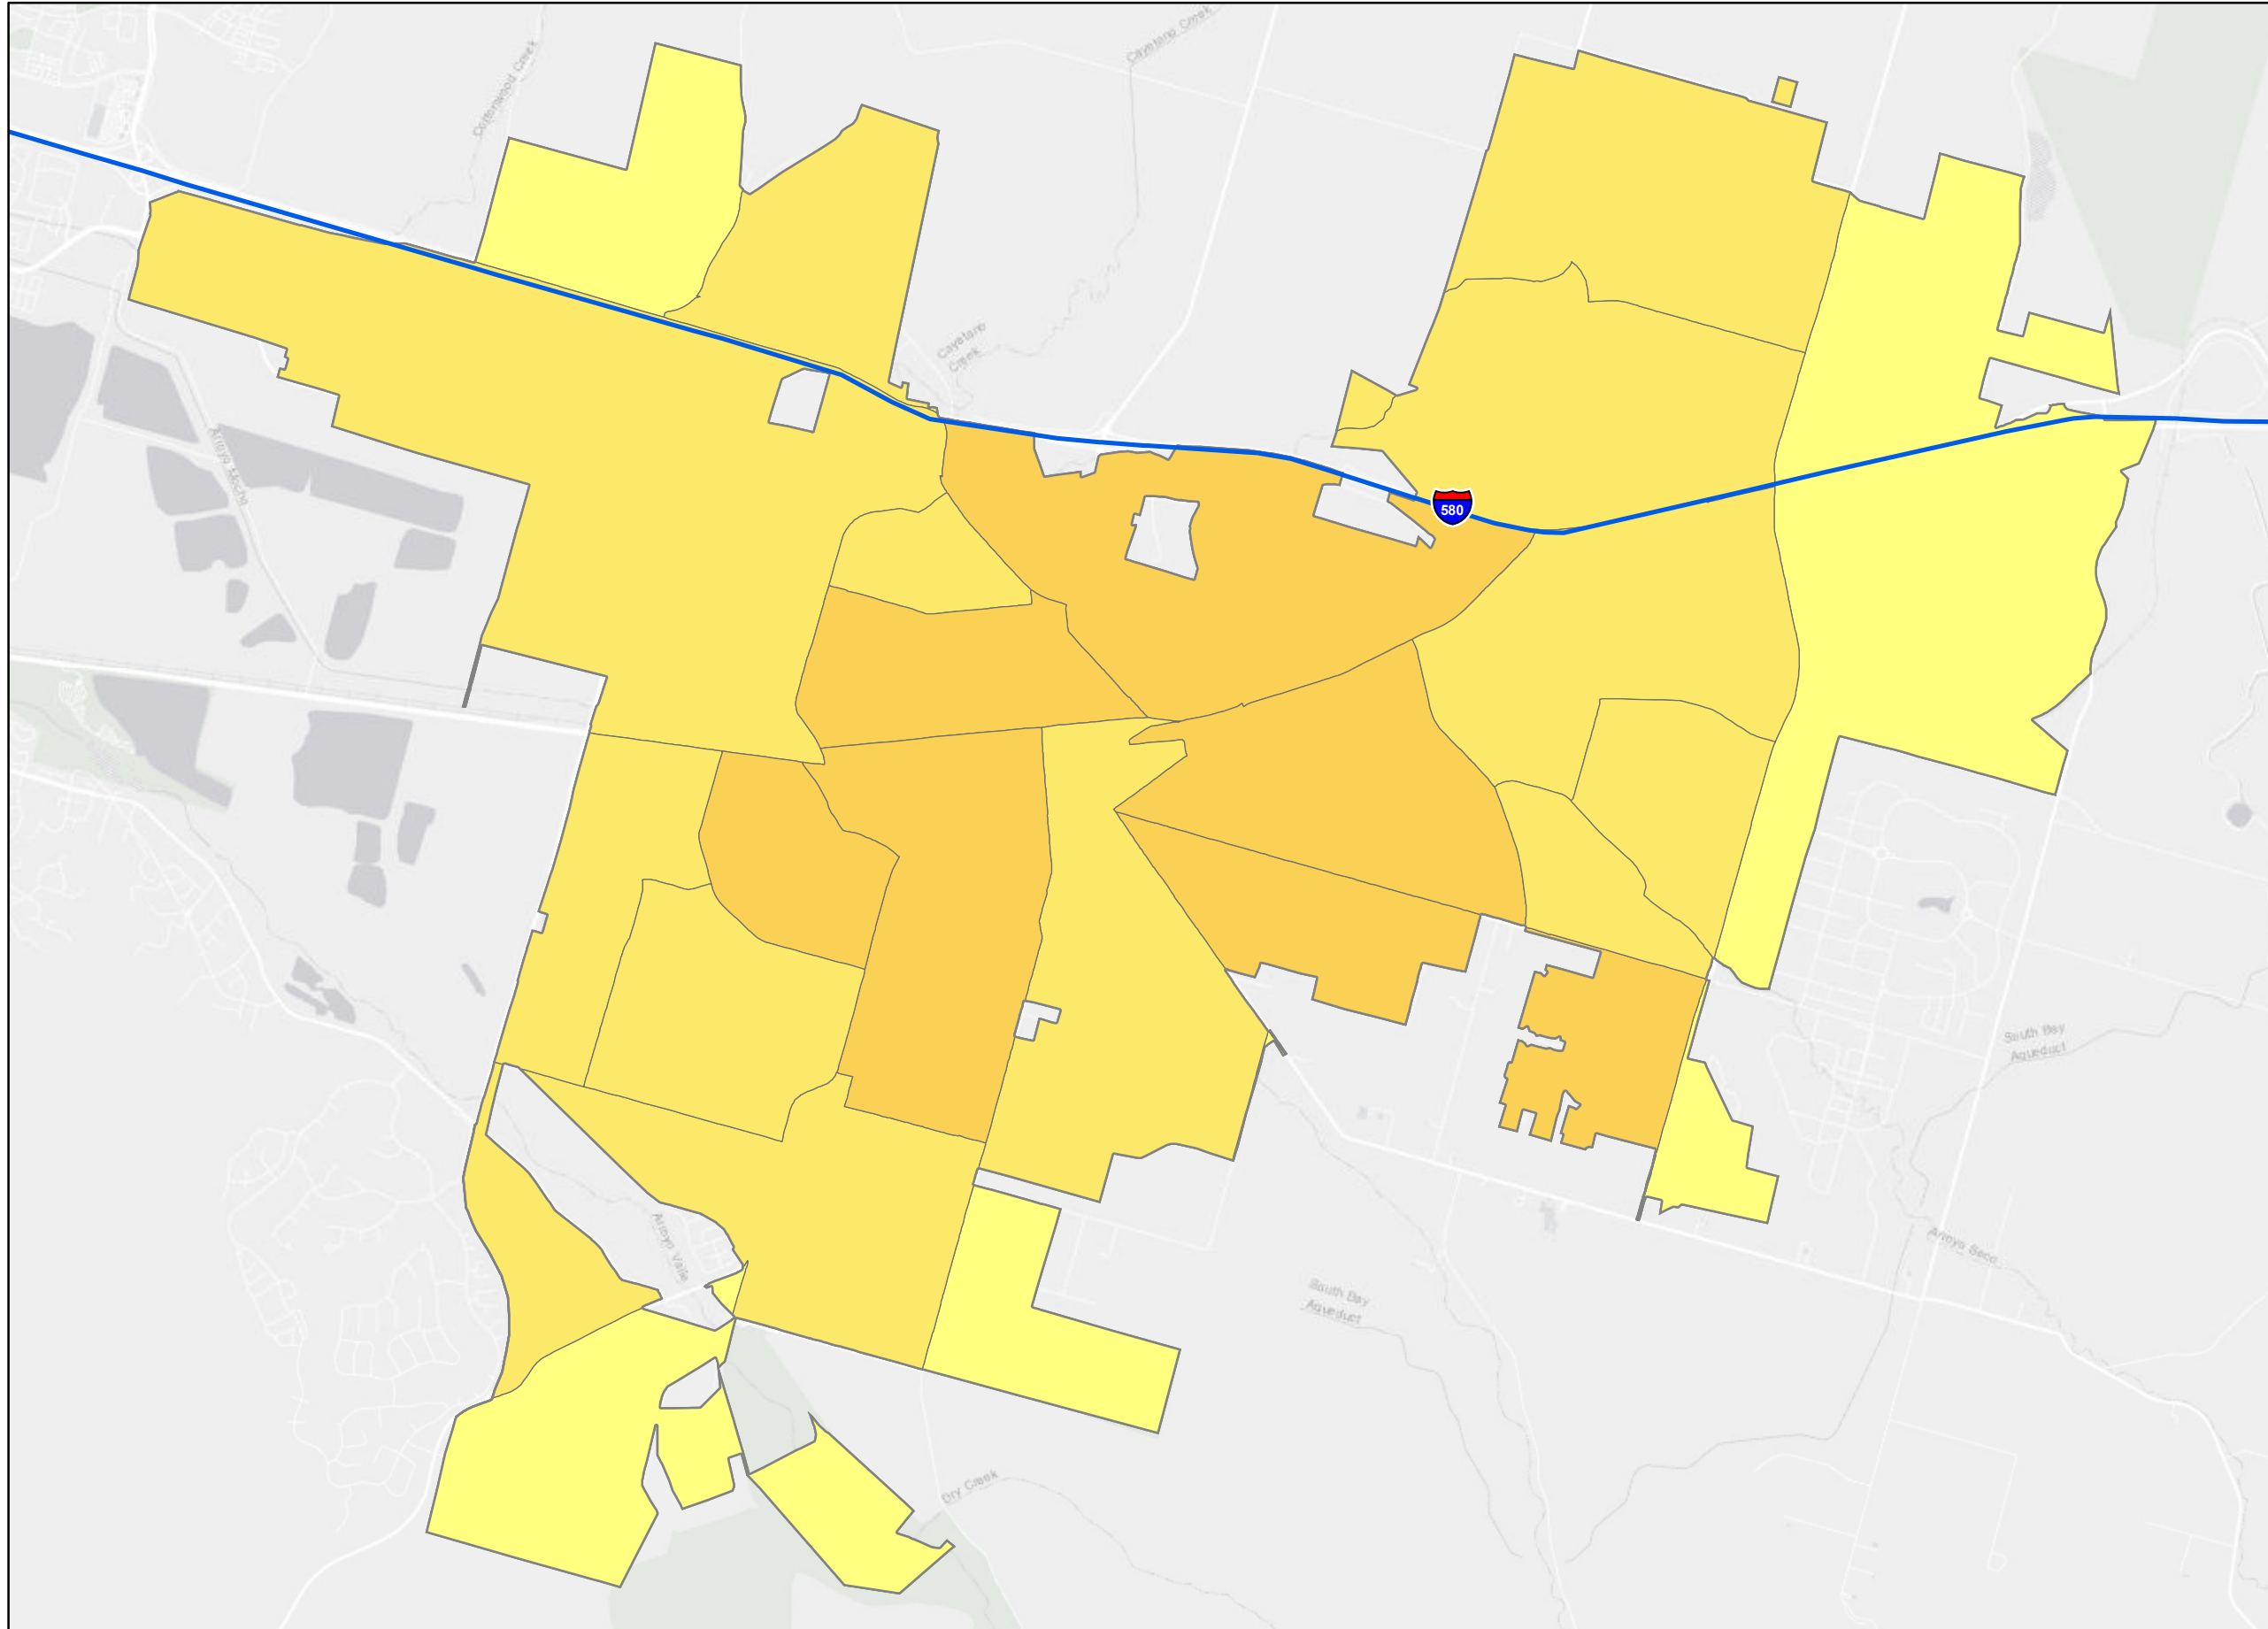 Cayetano Creek
Cottonwood Creek
Cayetano
Creek
Arroyo Mocho
580
South Bay
Aqueduct
Arroyo Valle
Arroyo Seco
South Bay
Aqueduct
Dry Creek